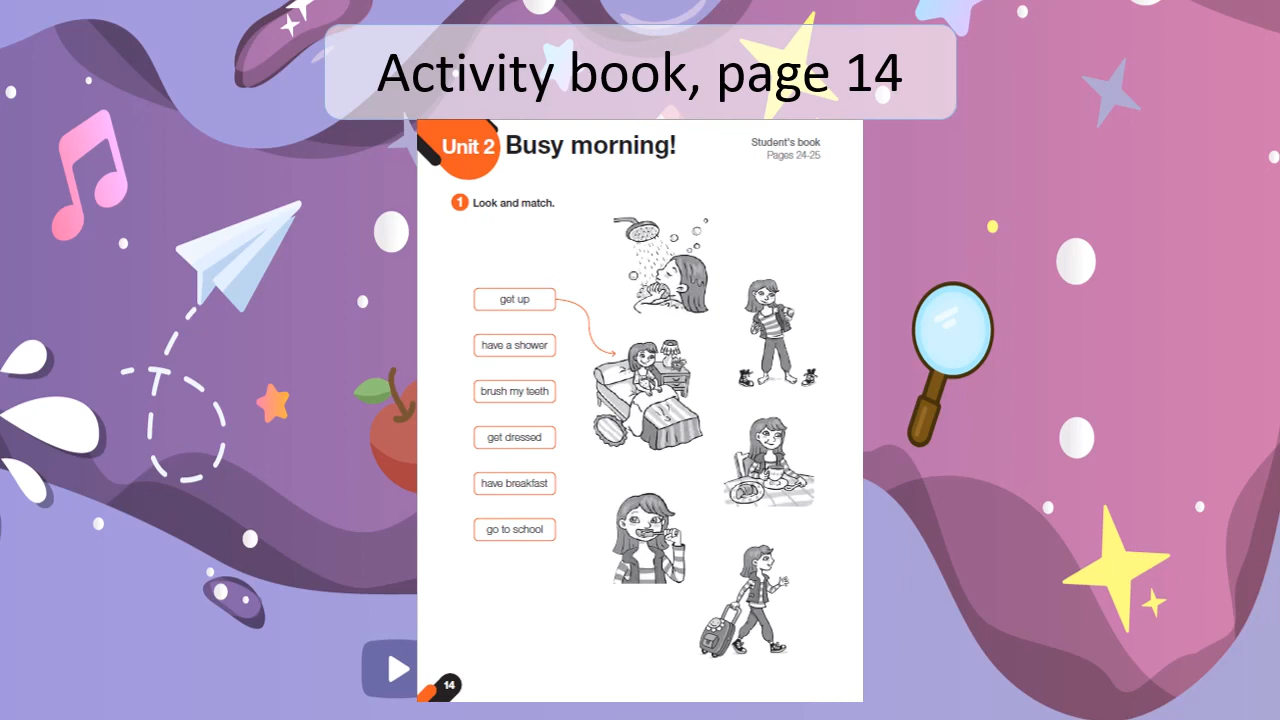 Activity book, page 14
Unit 2 Busy morning!
Student's book
Pages 24-25
1 Look and match.
get up
have a shower
brush my teeth
get dressed
have breakfast
go to school
14